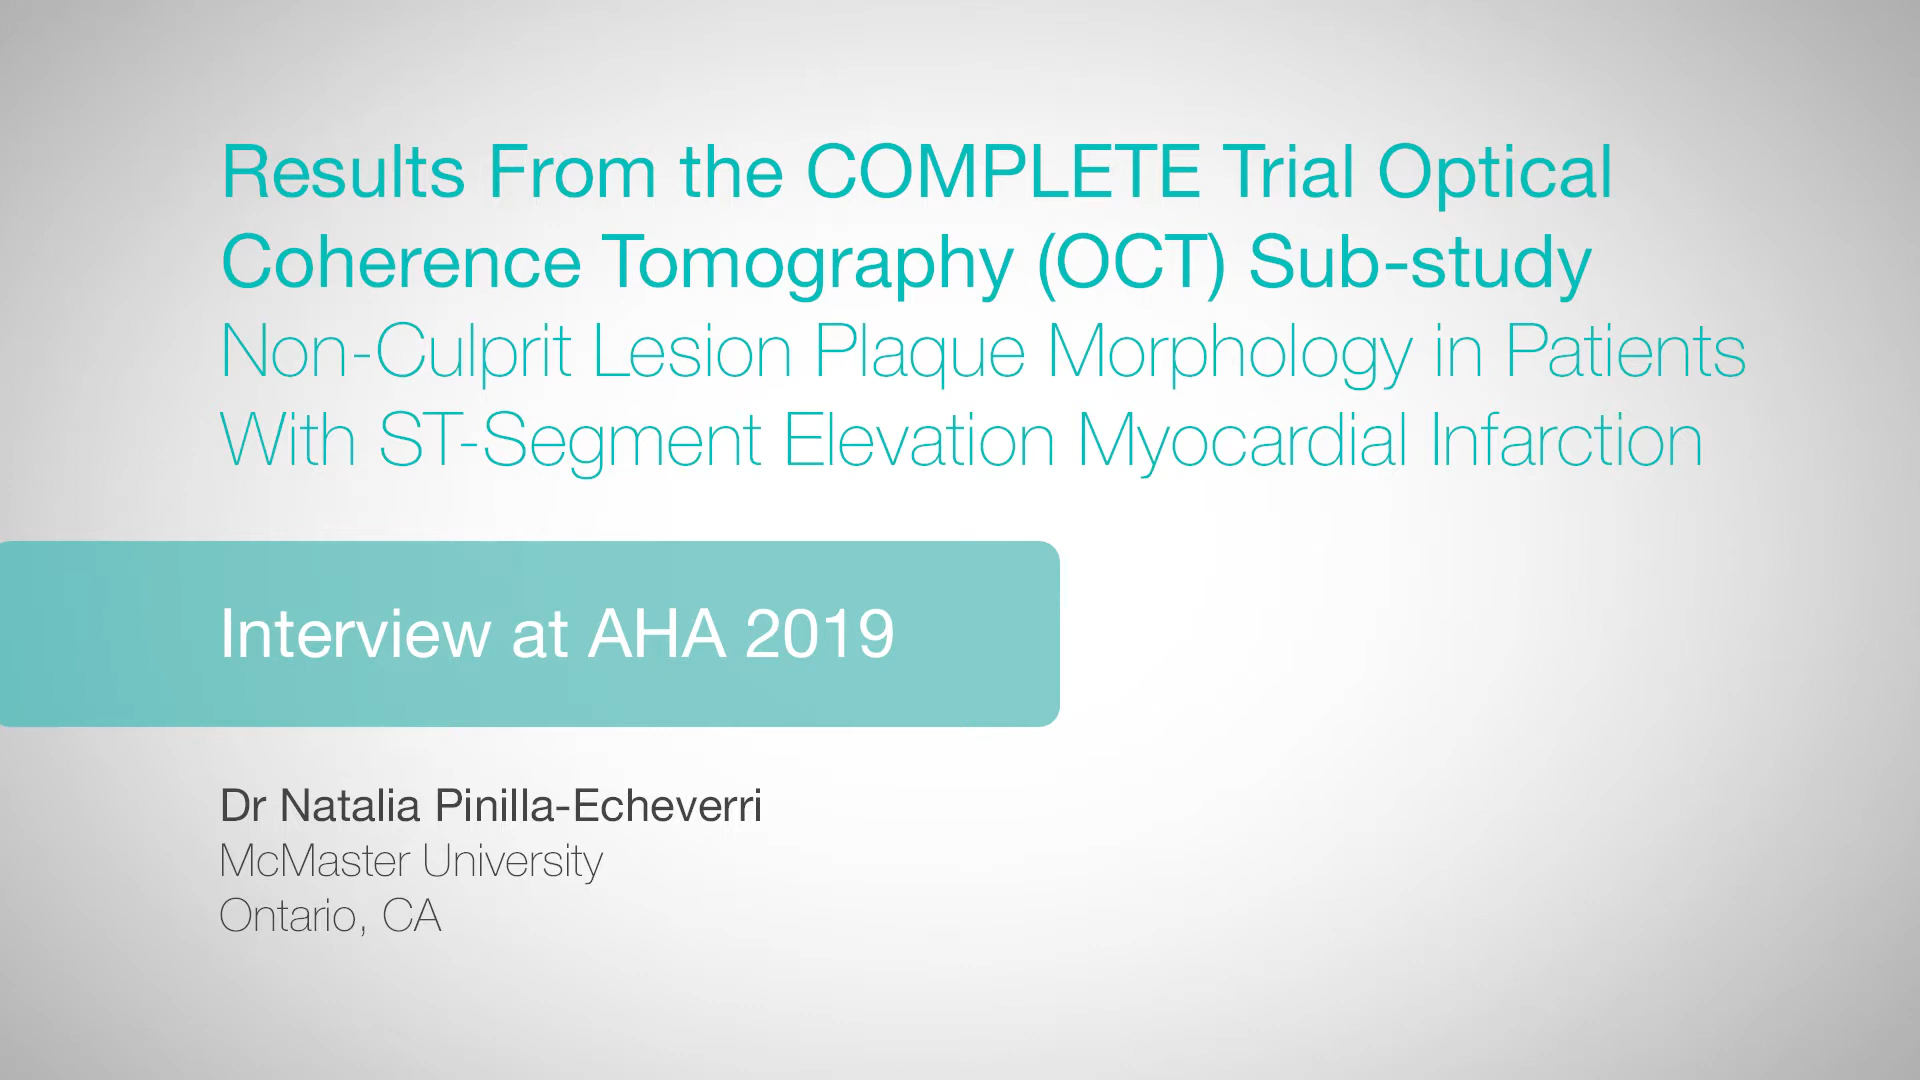 Results From the COMPLETE Trial Optical
Coherence Tomography (OCT) Sub-study
Non-Culprit Lesion Plaque Morphology in Patients
With ST-Segment Elevation Myocardial Infarction
Interview at AHA 2019
Dr Natalia Pinilla-Echeverri
McMaster University
Ontario, CA